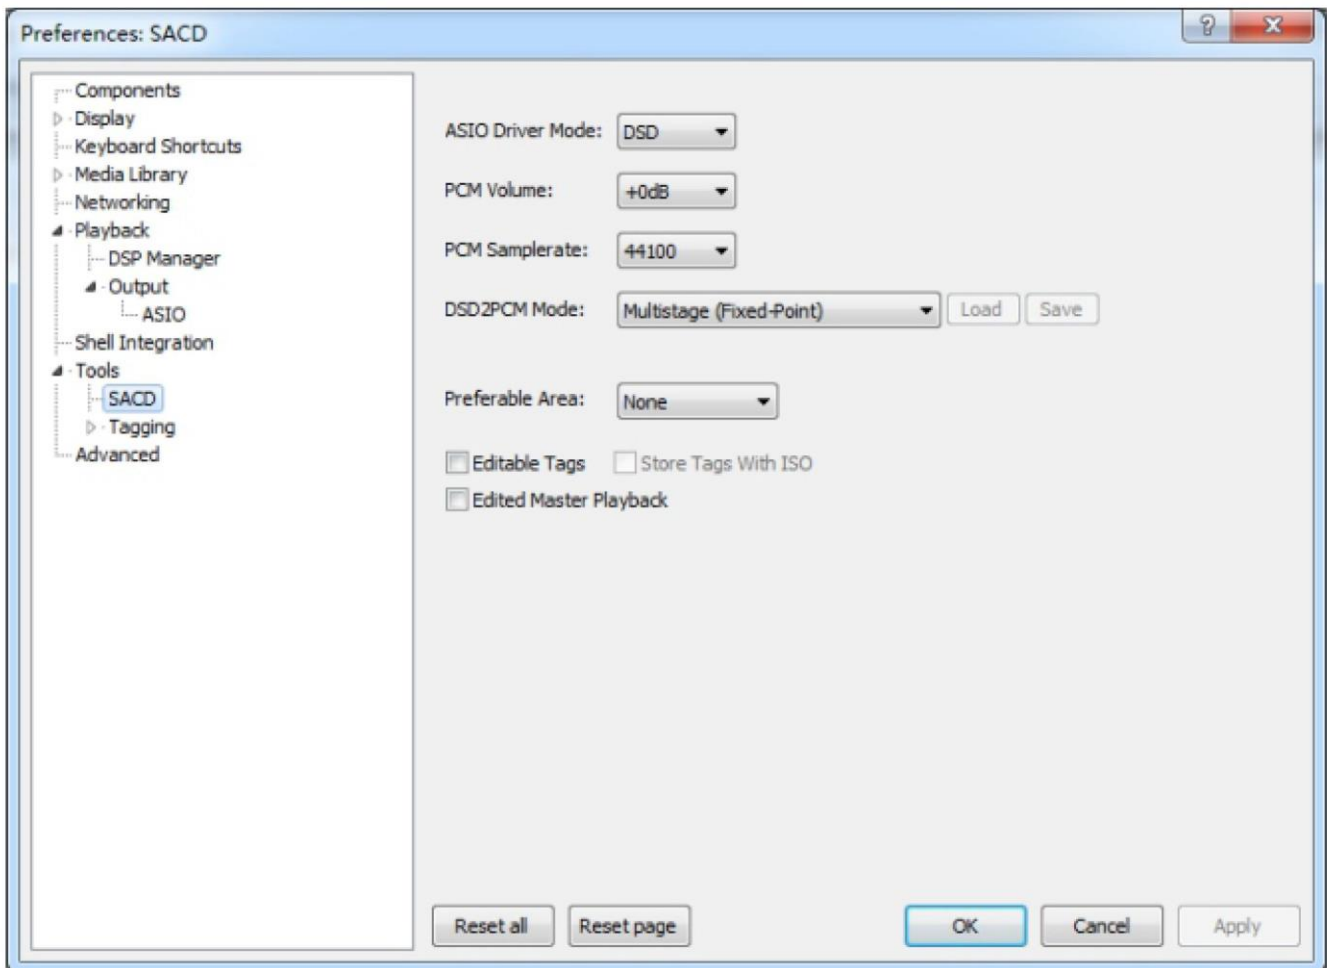 Preferences: SACD
?
Components
Display
Keyboard Shortcuts
Media Library
Networking
Playback
DSP Manager
Output
ASIO
Shell Integration
Tools
SACD
Tagging
Advanced
ASIO Driver Mode: DSD
PCM Volume: +0dB
PCM Samplerate: 44100
DSD2PCM Mode: Multistage (Fixed-Point) Load Save
Preferable Area: None
Editable Tags Store Tags With ISO
Edited Master Playback
Reset all Reset page OK Cancel Apply